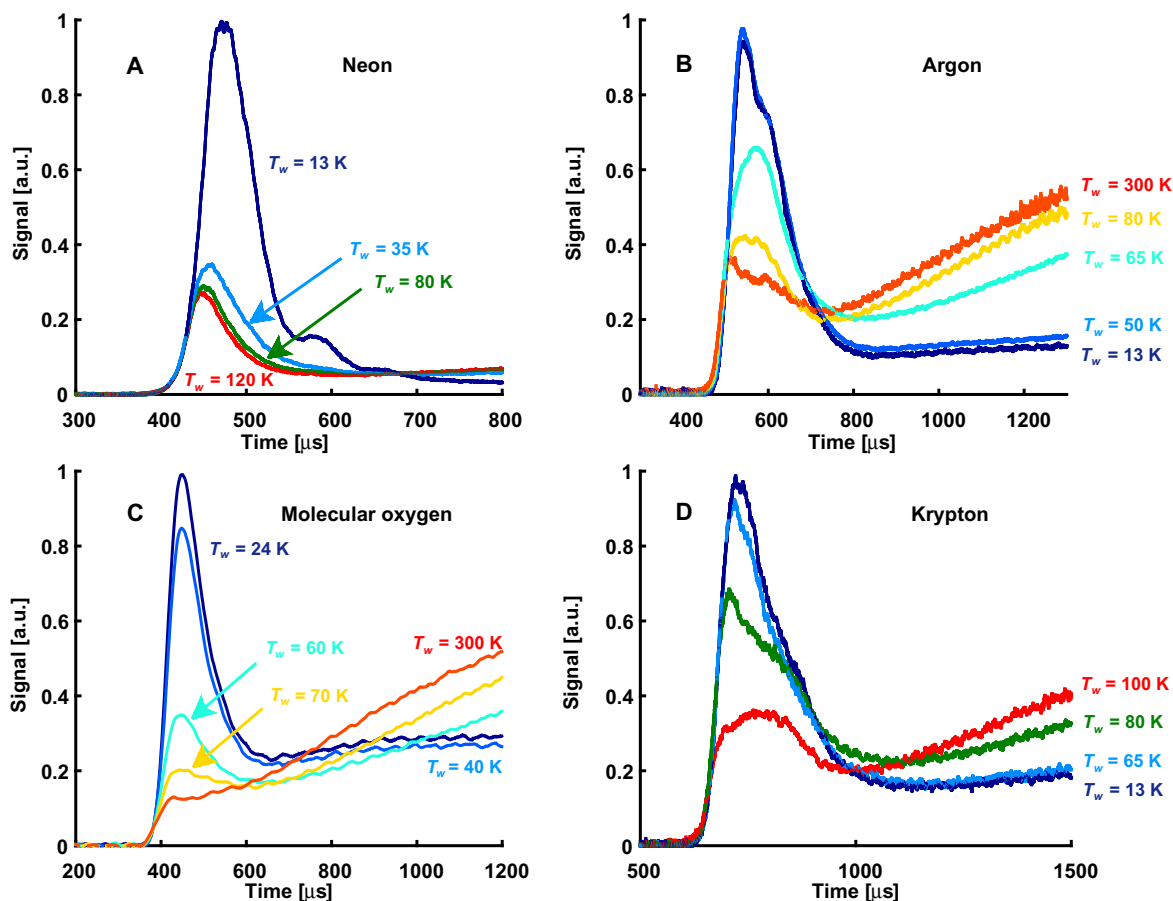 A
Neon
Signal [a.u.]
1
0.8
0.6
0.4
0.2
0
T_w = 13 K
T_w = 35 K
T_w = 80 K
T_w = 120 K
300 400 500 600 700 800
Time [μs]
B
Argon
Signal [a.u.]
1
0.8
0.6
0.4
0.2
0
T_w = 300 K
T_w = 80 K
T_w = 65 K
T_w = 50 K
T_w = 13 K
400 600 800 1000 1200
Time [μs]
C
Molecular oxygen
Signal [a.u.]
1
0.8
0.6
0.4
0.2
0
T_w = 24 K
T_w = 60 K
T_w = 300 K
T_w = 70 K
T_w = 40 K
200 400 600 800 1000 1200
Time [μs]
D
Krypton
Signal [a.u.]
1
0.8
0.6
0.4
0.2
0
T_w = 100 K
T_w = 80 K
T_w = 65 K
T_w = 13 K
500 1000 1500
Time [μs]